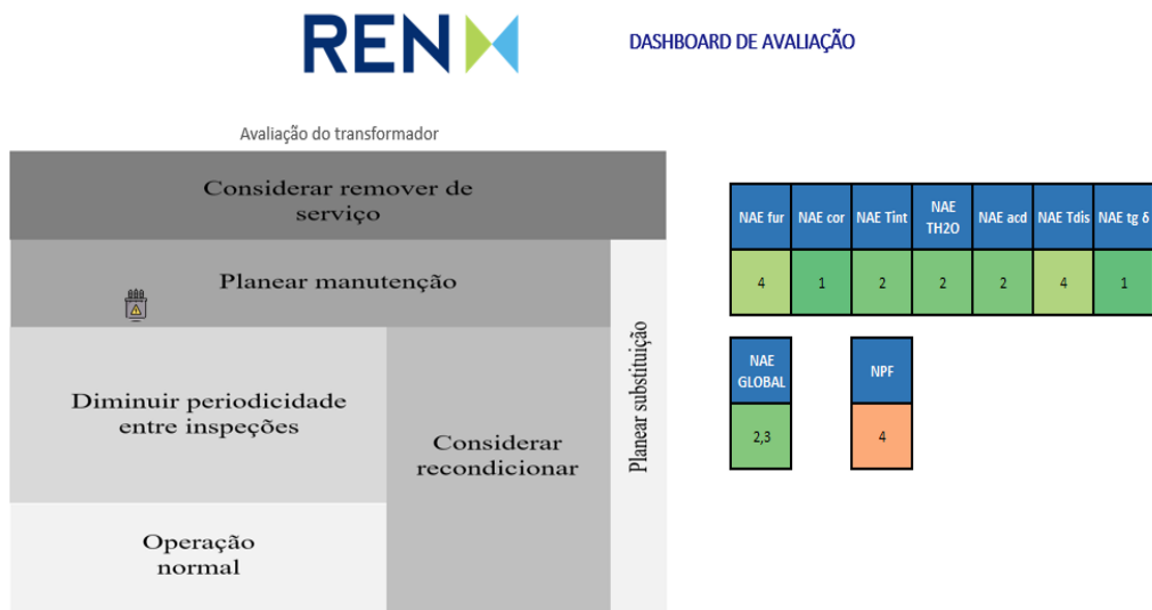 REN
DASHBOARD DE AVALIAÇÃO
Avaliação do transformador
Considerar remover de
serviço
Planear manutenção
Diminuir periodicidade
entre inspeções
Considerar
recondicionar
Operação
normal
Planear substituição
NAE fur NAE cor NAE Tint NAE TH2O NAE acd NAE Tdis NAE tg δ
4 1 2 2 2 4 1
NAE GLOBAL NPF
2,3 4